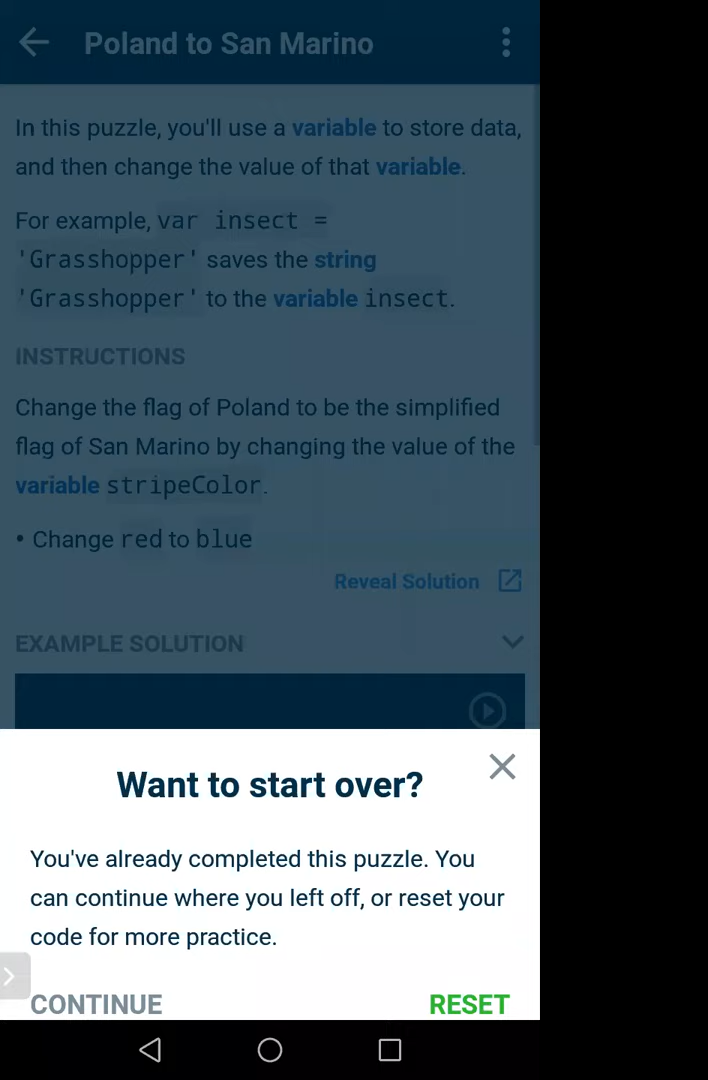 Poland to San Marino
In this puzzle, you'll use a variable to store data,
and then change the value of that variable.
For example, var insect =
'Grasshopper' saves the string
'Grasshopper' to the variable insect.
INSTRUCTIONS
Change the flag of Poland to be the simplified
flag of San Marino by changing the value of the
variable stripeColor.
• Change red to blue
Reveal Solution
EXAMPLE SOLUTION
Want to start over?
You've already completed this puzzle. You
can continue where you left off, or reset your
code for more practice.
CONTINUE RESET